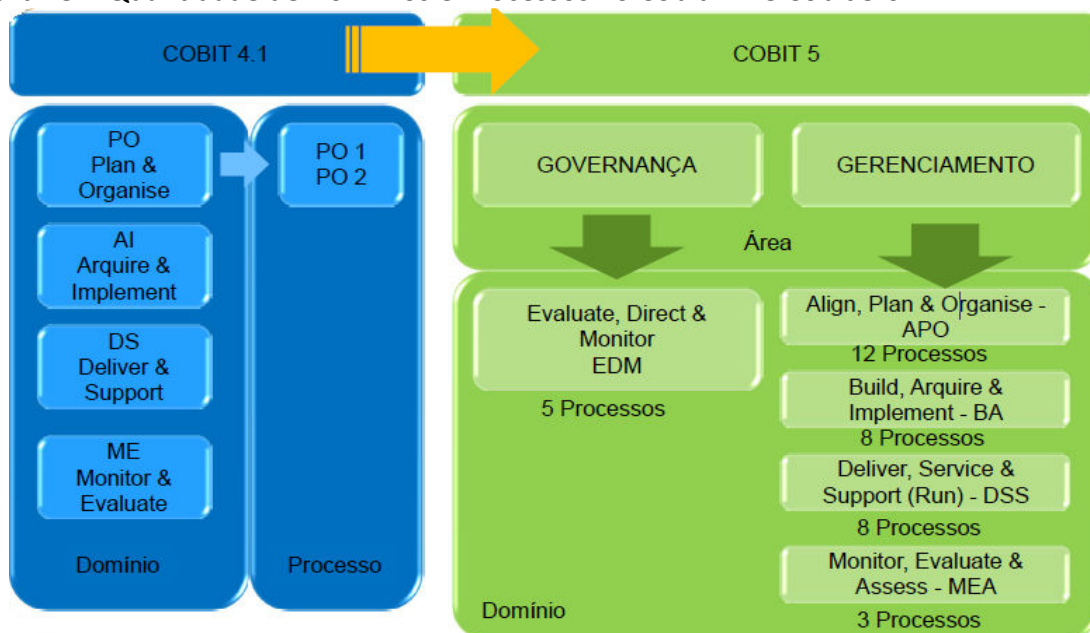 COBIT 4.1
COBIT 5
PO
Plan &
Organise
PO 1
PO 2
AI
Arquire &
Implement
DS
Deliver &
Support
ME
Monitor &
Evaluate
Domínio
Processo
GOVERNANÇA
GERENCIAMENTO
Área
Evaluate, Direct &
Monitor
EDM
5 Processos
Align, Plan & Organise -
APO
12 Processos
Build, Arquire &
Implement - BA
8 Processos
Deliver, Service &
Support (Run) - DSS
8 Processos
Monitor, Evaluate &
Assess - MEA
3 Processos
Domínio